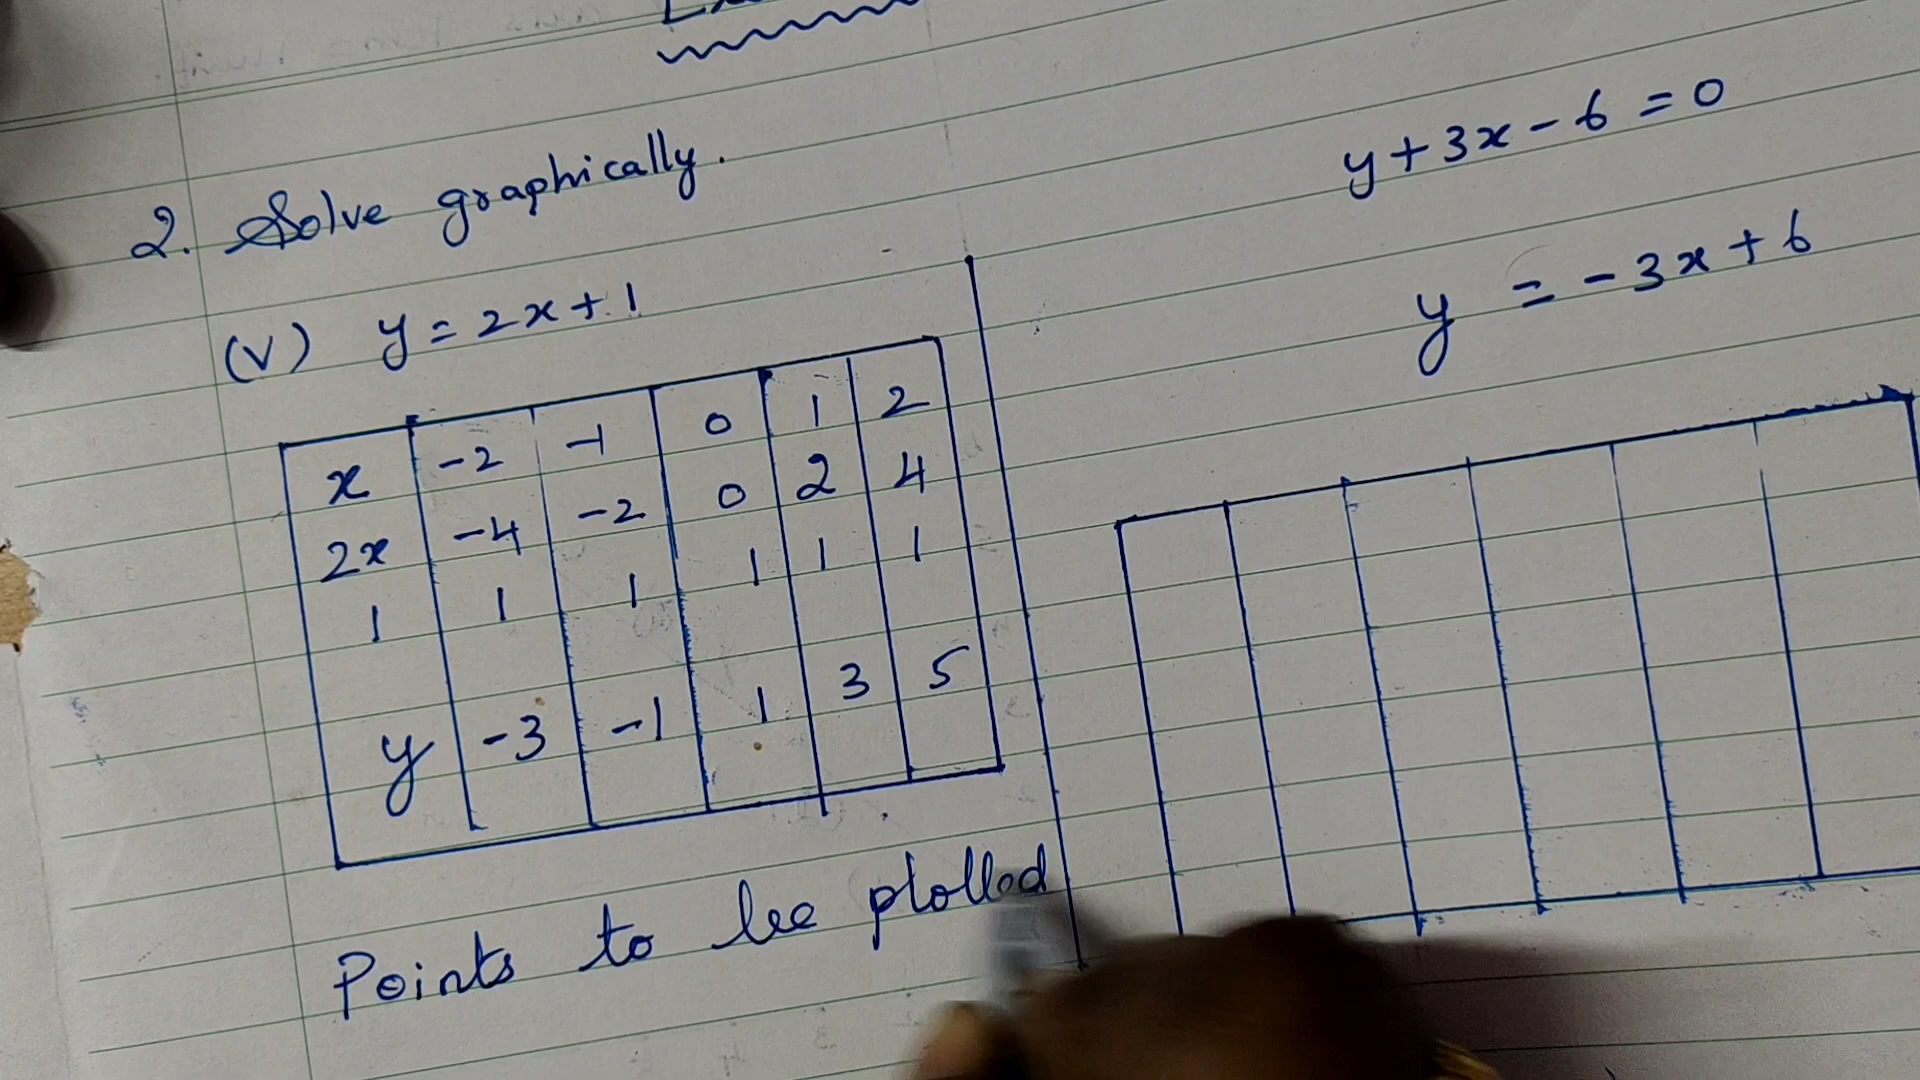 2. Solve graphically.
(V) y = 2x + 1
x -2 -1 0 1 2
2x -4 -2 0 2 4
1 1 1 1 1 1
y -3 -1 1 3 5
Points to be plotted
y + 3x - 6 = 0
y = -3x + 6